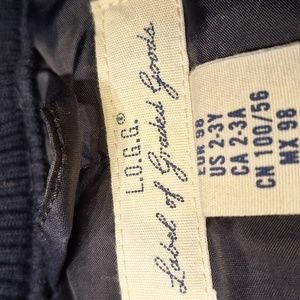 L.O.G.G.®
Label of Graded Goods
EUR 98
US 2-3Y
CA 2-3A
CN 100/56
MX 98